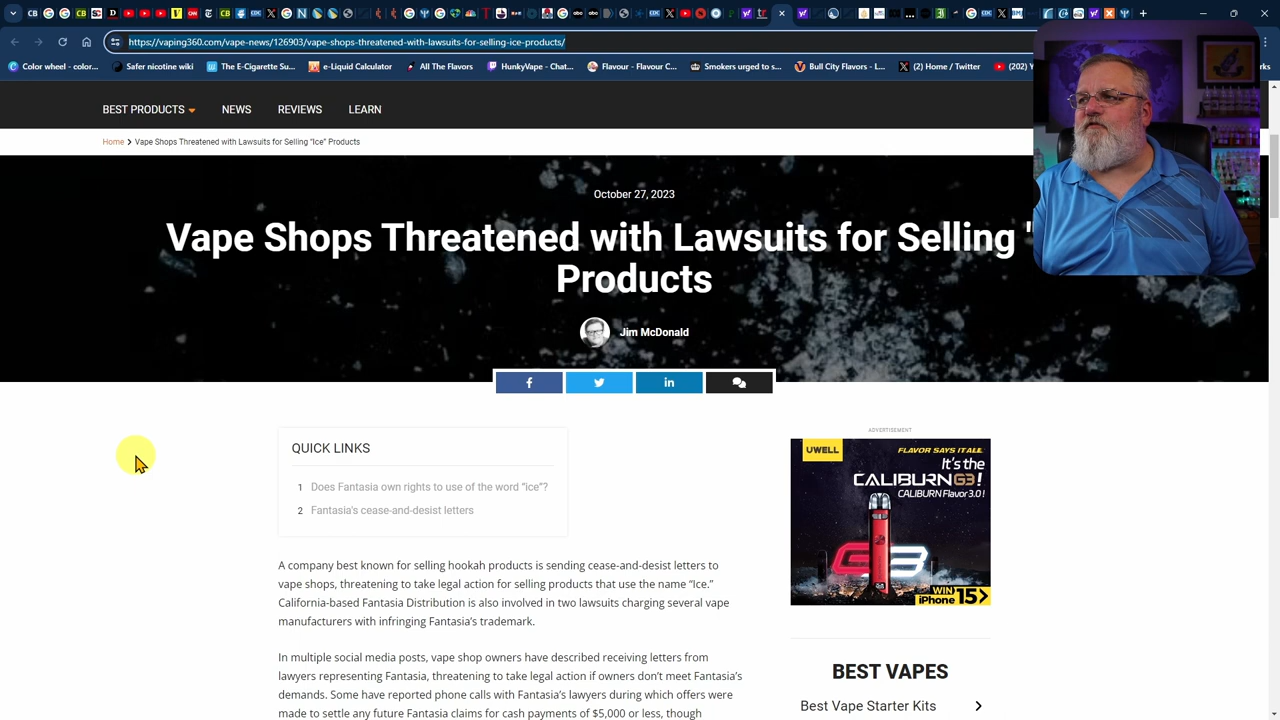 CB
CB
https://vaping360.com/vape-news/126903/vape-shops-threatened-with-lawsuits-for-selling-ice-products/
Color wheel - color...
Safer nicotine wiki
The E-Cigarette Su...
e-Liquid Calculator
All The Flavors
HunkyVape - Chat...
Flavour - Flavour C...
Smokers urged to s...
Bull City Flavors - L...
(2) Home / Twitter
(202) Y
rks
BEST PRODUCTS
NEWS
REVIEWS
LEARN
Home > Vape Shops Threatened with Lawsuits for Selling "Ice" Products
October 27, 2023
Vape Shops Threatened with Lawsuits for Selling "
Products
Jim McDonald
QUICK LINKS
1 Does Fantasia own rights to use of the word “ice”?
2 Fantasia's cease-and-desist letters
A company best known for selling hookah products is sending cease-and-desist letters to
vape shops, threatening to take legal action for selling products that use the name “Ice.”
California-based Fantasia Distribution is also involved in two lawsuits charging several vape
manufacturers with infringing Fantasia’s trademark.
In multiple social media posts, vape shop owners have described receiving letters from
lawyers representing Fantasia, threatening to take legal action if owners don’t meet Fantasia’s
demands. Some have reported phone calls with Fantasia’s lawyers during which offers were
made to settle any future Fantasia claims for cash payments of $5,000 or less, though
ADVERTISEMENT
UWELL
FLAVOR SAYS IT ALL
It's the
CALIBURN G3!
CALIBURN Flavor 3.0!
G3
WIN
iPhone 15>
BEST VAPES
Best Vape Starter Kits